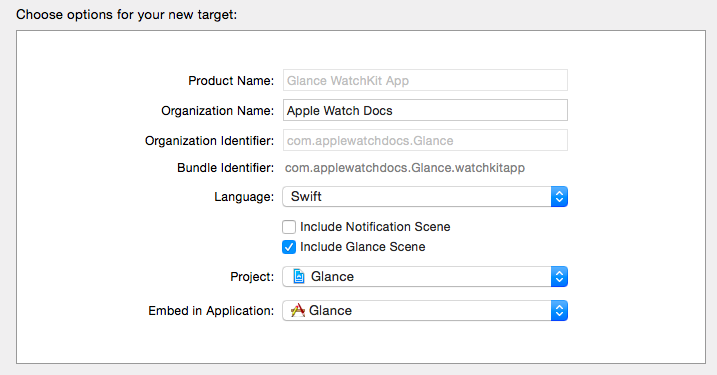 Choose options for your new target:
Product Name: Glance WatchKit App
Organization Name: Apple Watch Docs
Organization Identifier: com.applewatchdocs.Glance
Bundle Identifier: com.applewatchdocs.Glance.watchkitapp
Language: Swift
Include Notification Scene
Include Glance Scene
Project: Glance
Embed in Application: Glance